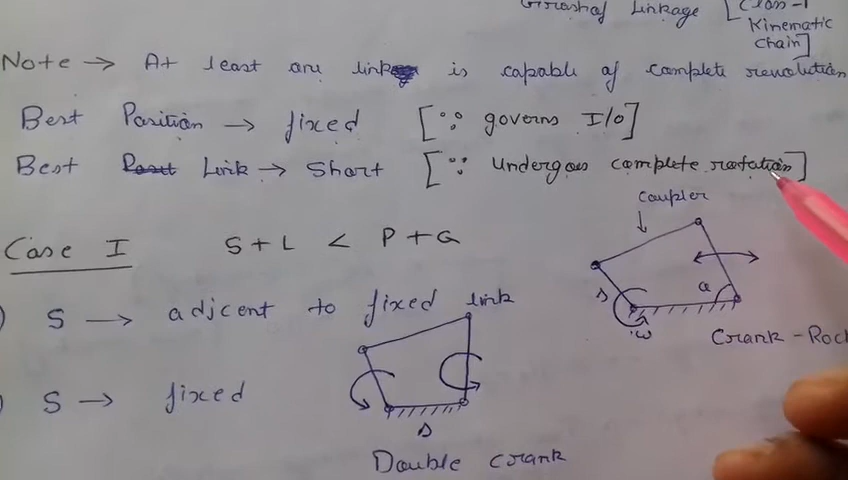 Grashof Linkage [Class-I
Kinematic
Chain]
Note → At least one link is capable of complete revolution
Best Position → fixed [∵ governs I/O]
Best Link → Short [∵ undergoes complete rotation]
Coupler
Case I S + L < P + Q
S → adjcent to fixed link
s
Q
ω
Crank - Rock
S → fixed
s
Double crank